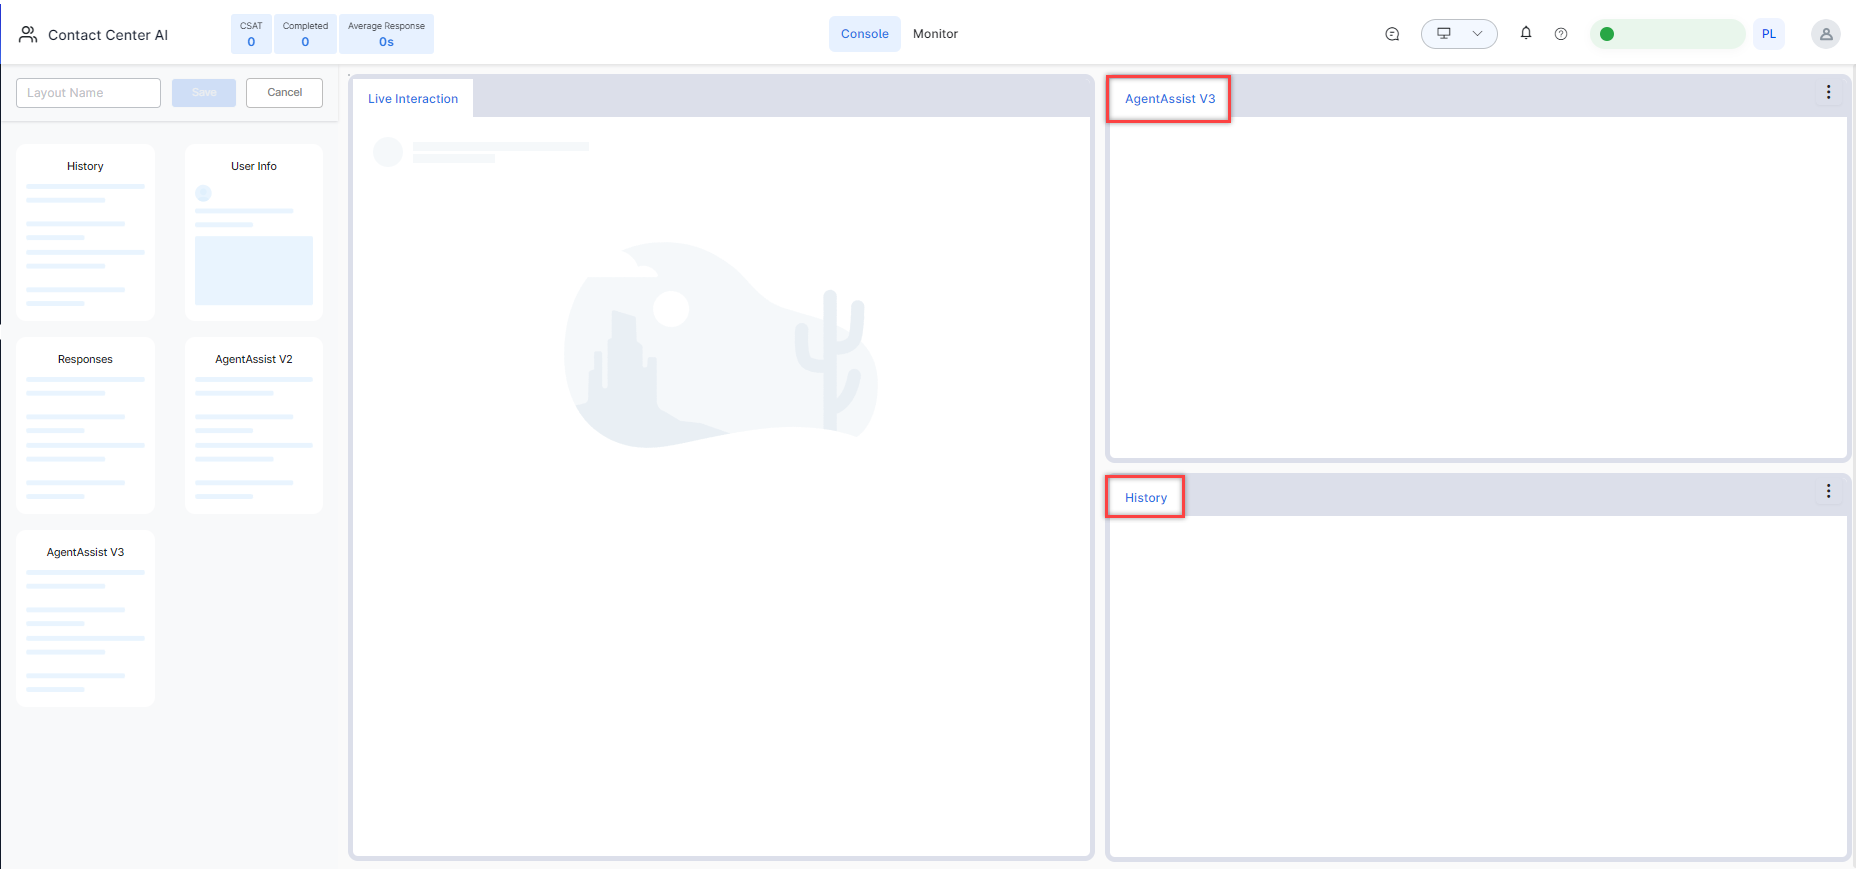 Contact Center AI
CSAT
0
Completed
0
Average Response
0s
Console
Monitor
PL
Layout Name
Save
Cancel
History
User Info
Responses
AgentAssist V2
AgentAssist V3
Live Interaction
AgentAssist V3
History